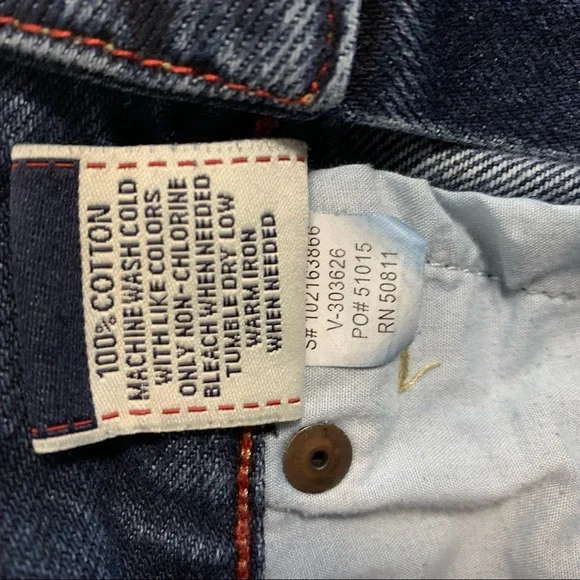 100% COTTON
MACHINE WASH COLD
WITH LIKE COLORS
ONLY NON-CHLORINE
BLEACH WHEN NEEDED
TUMBLE DRY LOW
WARM IRON
WHEN NEEDED
S# 102163866
V-303626
PO# 51015
RN 50811